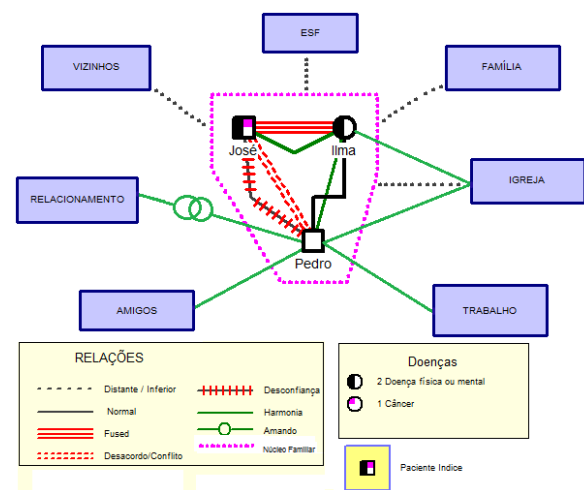 ESF
VIZINHOS
FAMÍLIA
José
Ilma
RELACIONAMENTO
IGREJA
Pedro
AMIGOS
TRABALHO
RELAÇÕES
Distante / Inferior
Normal
Fused
Desacordo/Conflito
Desconfiança
Harmonia
Amando
Núcleo Familiar
Doenças
2 Doença física ou mental
1 Câncer
Paciente Indice